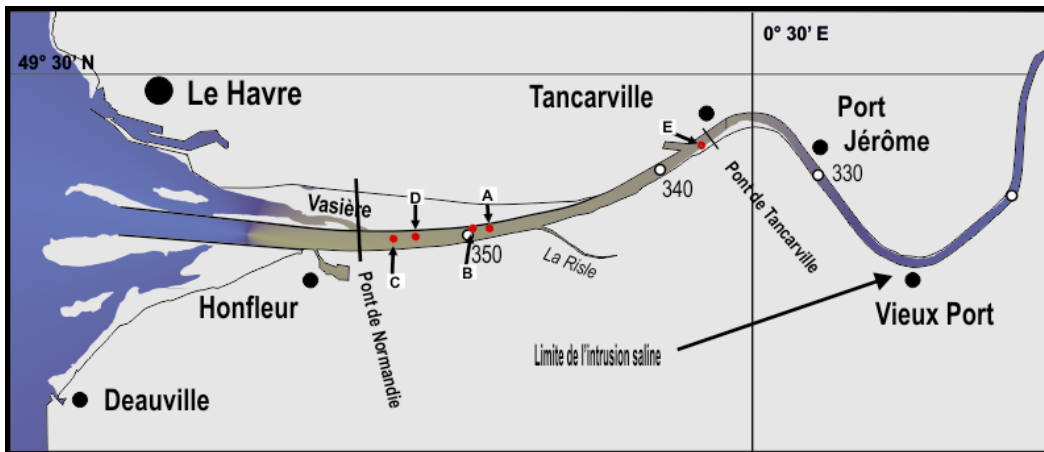 0° 30’ E
49° 30’ N
Le Havre
Tancarville
Port
Jérôme
E
330
340
Pont de Tancarville
Vasière
D
A
350
La Risle
B
C
Honfleur
Pont de Normandie
Vieux Port
Limite de l’intrusion saline
Deauville